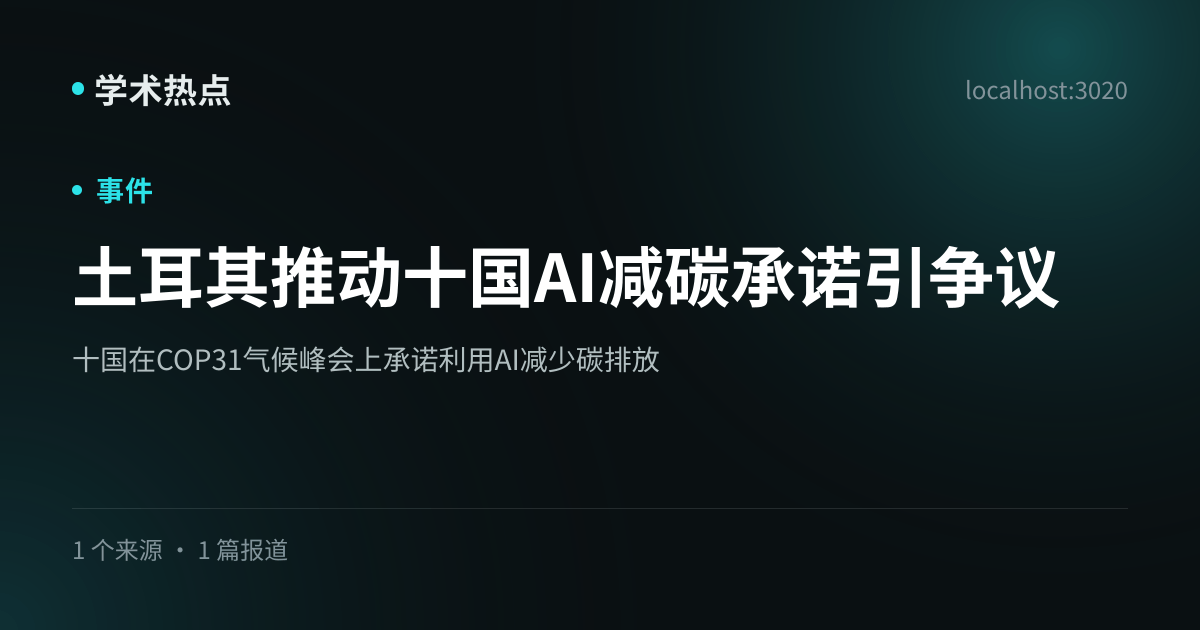 学术热点
localhost:3020
事件
土耳其推动十国AI减碳承诺引争议
十国在COP31气候峰会上承诺利用AI减少碳排放
1 个来源 · 1 篇报道